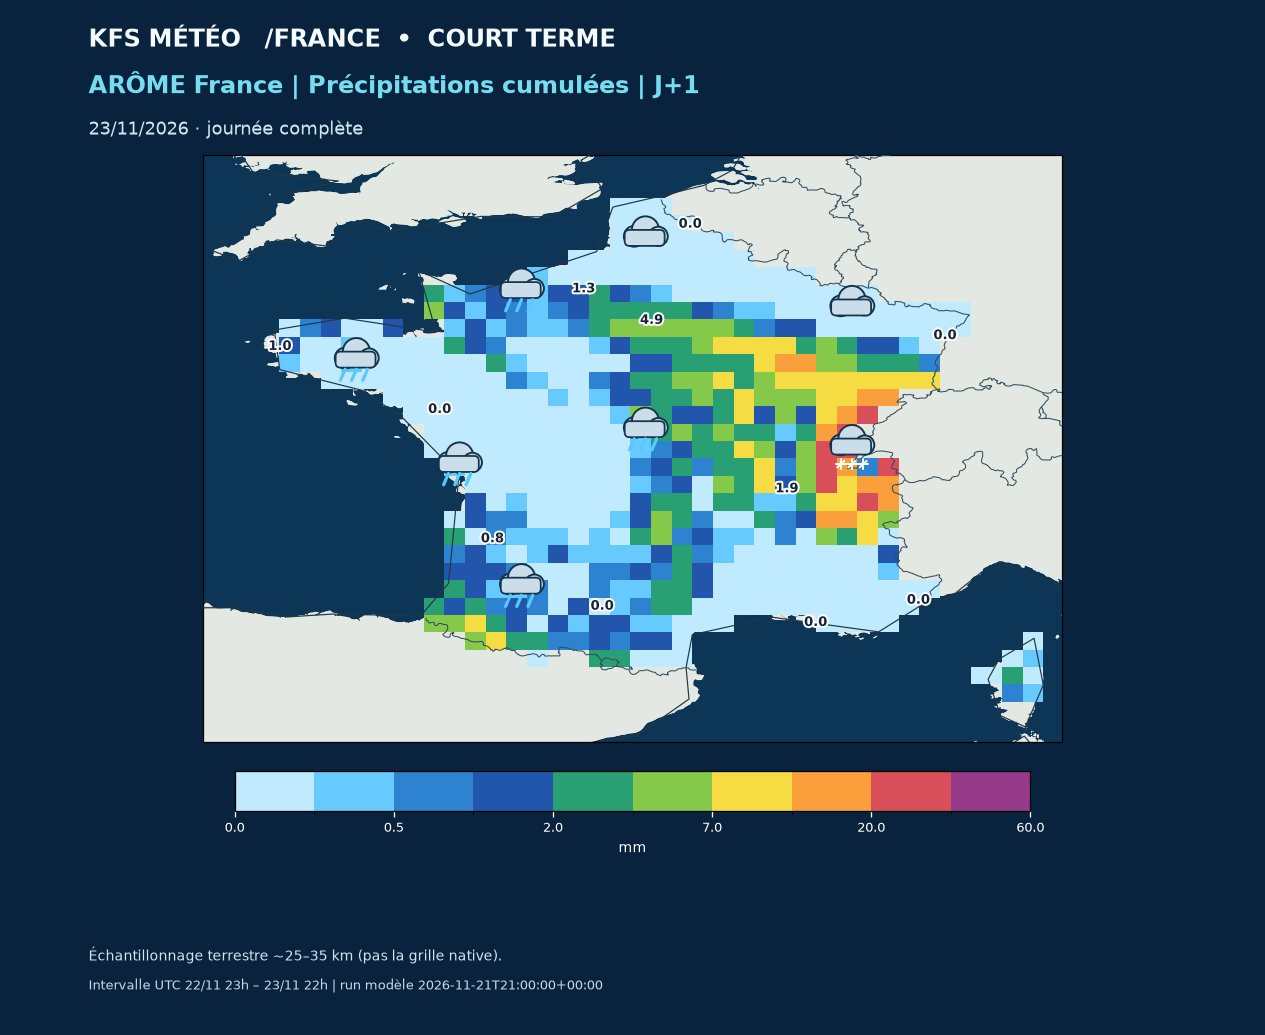 KFS MÉTÉO /FRANCE • COURT TERME
ARÔME France | Précipitations cumulées | J+1
23/11/2026 · journée complète
0.0
1.3
4.9
0.0
1.0
0.0
1.9
0.8
0.0
0.0
0.0
0.0 0.5 2.0 7.0 20.0 60.0
mm
Échantillonnage terrestre ~25–35 km (pas la grille native).
Intervalle UTC 22/11 23h – 23/11 22h | run modèle 2026-11-21T21:00:00+00:00